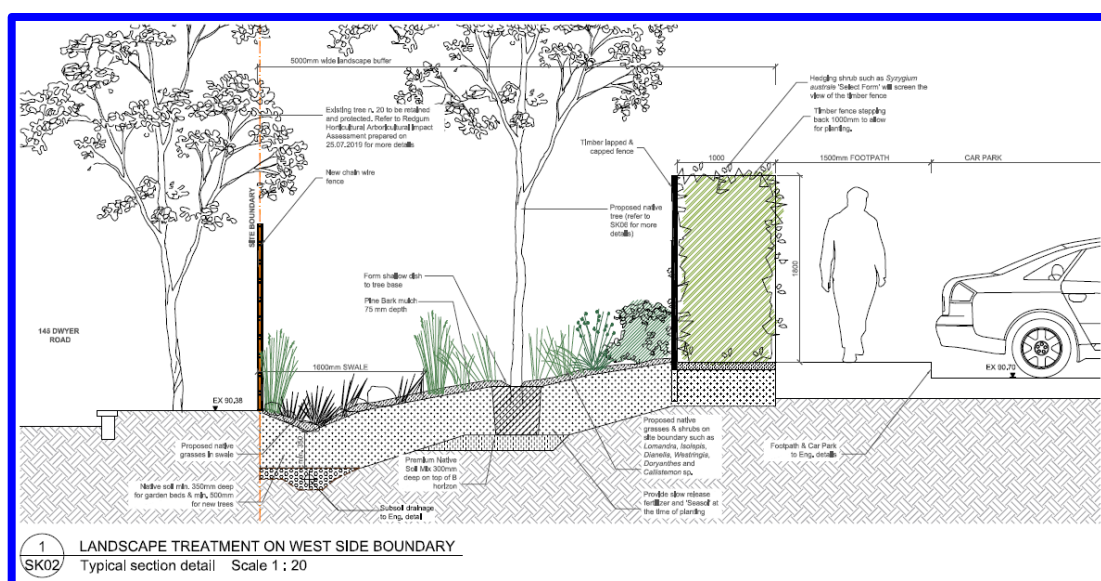 5000mm wide landscape buffer
Hedging shrub such as Syzygium
australe 'Select Form' will screen the
view of the timber fence
Timber fence stepping
back 1000mm to allow
for planting.
Existing tree n. 20 to be retained
and protected. Refer to Redgum
Horticultural Arboricultural Impact
Assessment prepared on
25.07.2019 for more details
New chain wire
fence
SITE BOUNDARY
Timber lapped &
capped fence
1000
1500mm FOOTPATH
CAR PARK
Proposed native
tree (refer to
SK06 for more
details)
1800
Form shallow dish
to tree base
Pine Bark mulch
75 mm depth
148 DWYER
ROAD
1600mm SWALE
EX 90.38
EX 90.70
Proposed native
grasses in swale
Native soil min. 350mm deep
for garden beds & min. 500mm
for new trees
Subsoil drainage
to Eng. detail
Premium Native
Soil Mix 300mm
deep on top of B
horizon
Proposed native
grasses & shrubs on
site boundary such as
Lomandra, Isolepis,
Dianella, Westringia,
Doryanthes and
Callistemon sp.
Provide slow release
fertilizer and 'Seasol' at
the time of planting
Footpath & Car Park
to Eng. details
1
SK02
LANDSCAPE TREATMENT ON WEST SIDE BOUNDARY
Typical section detail Scale 1 : 20